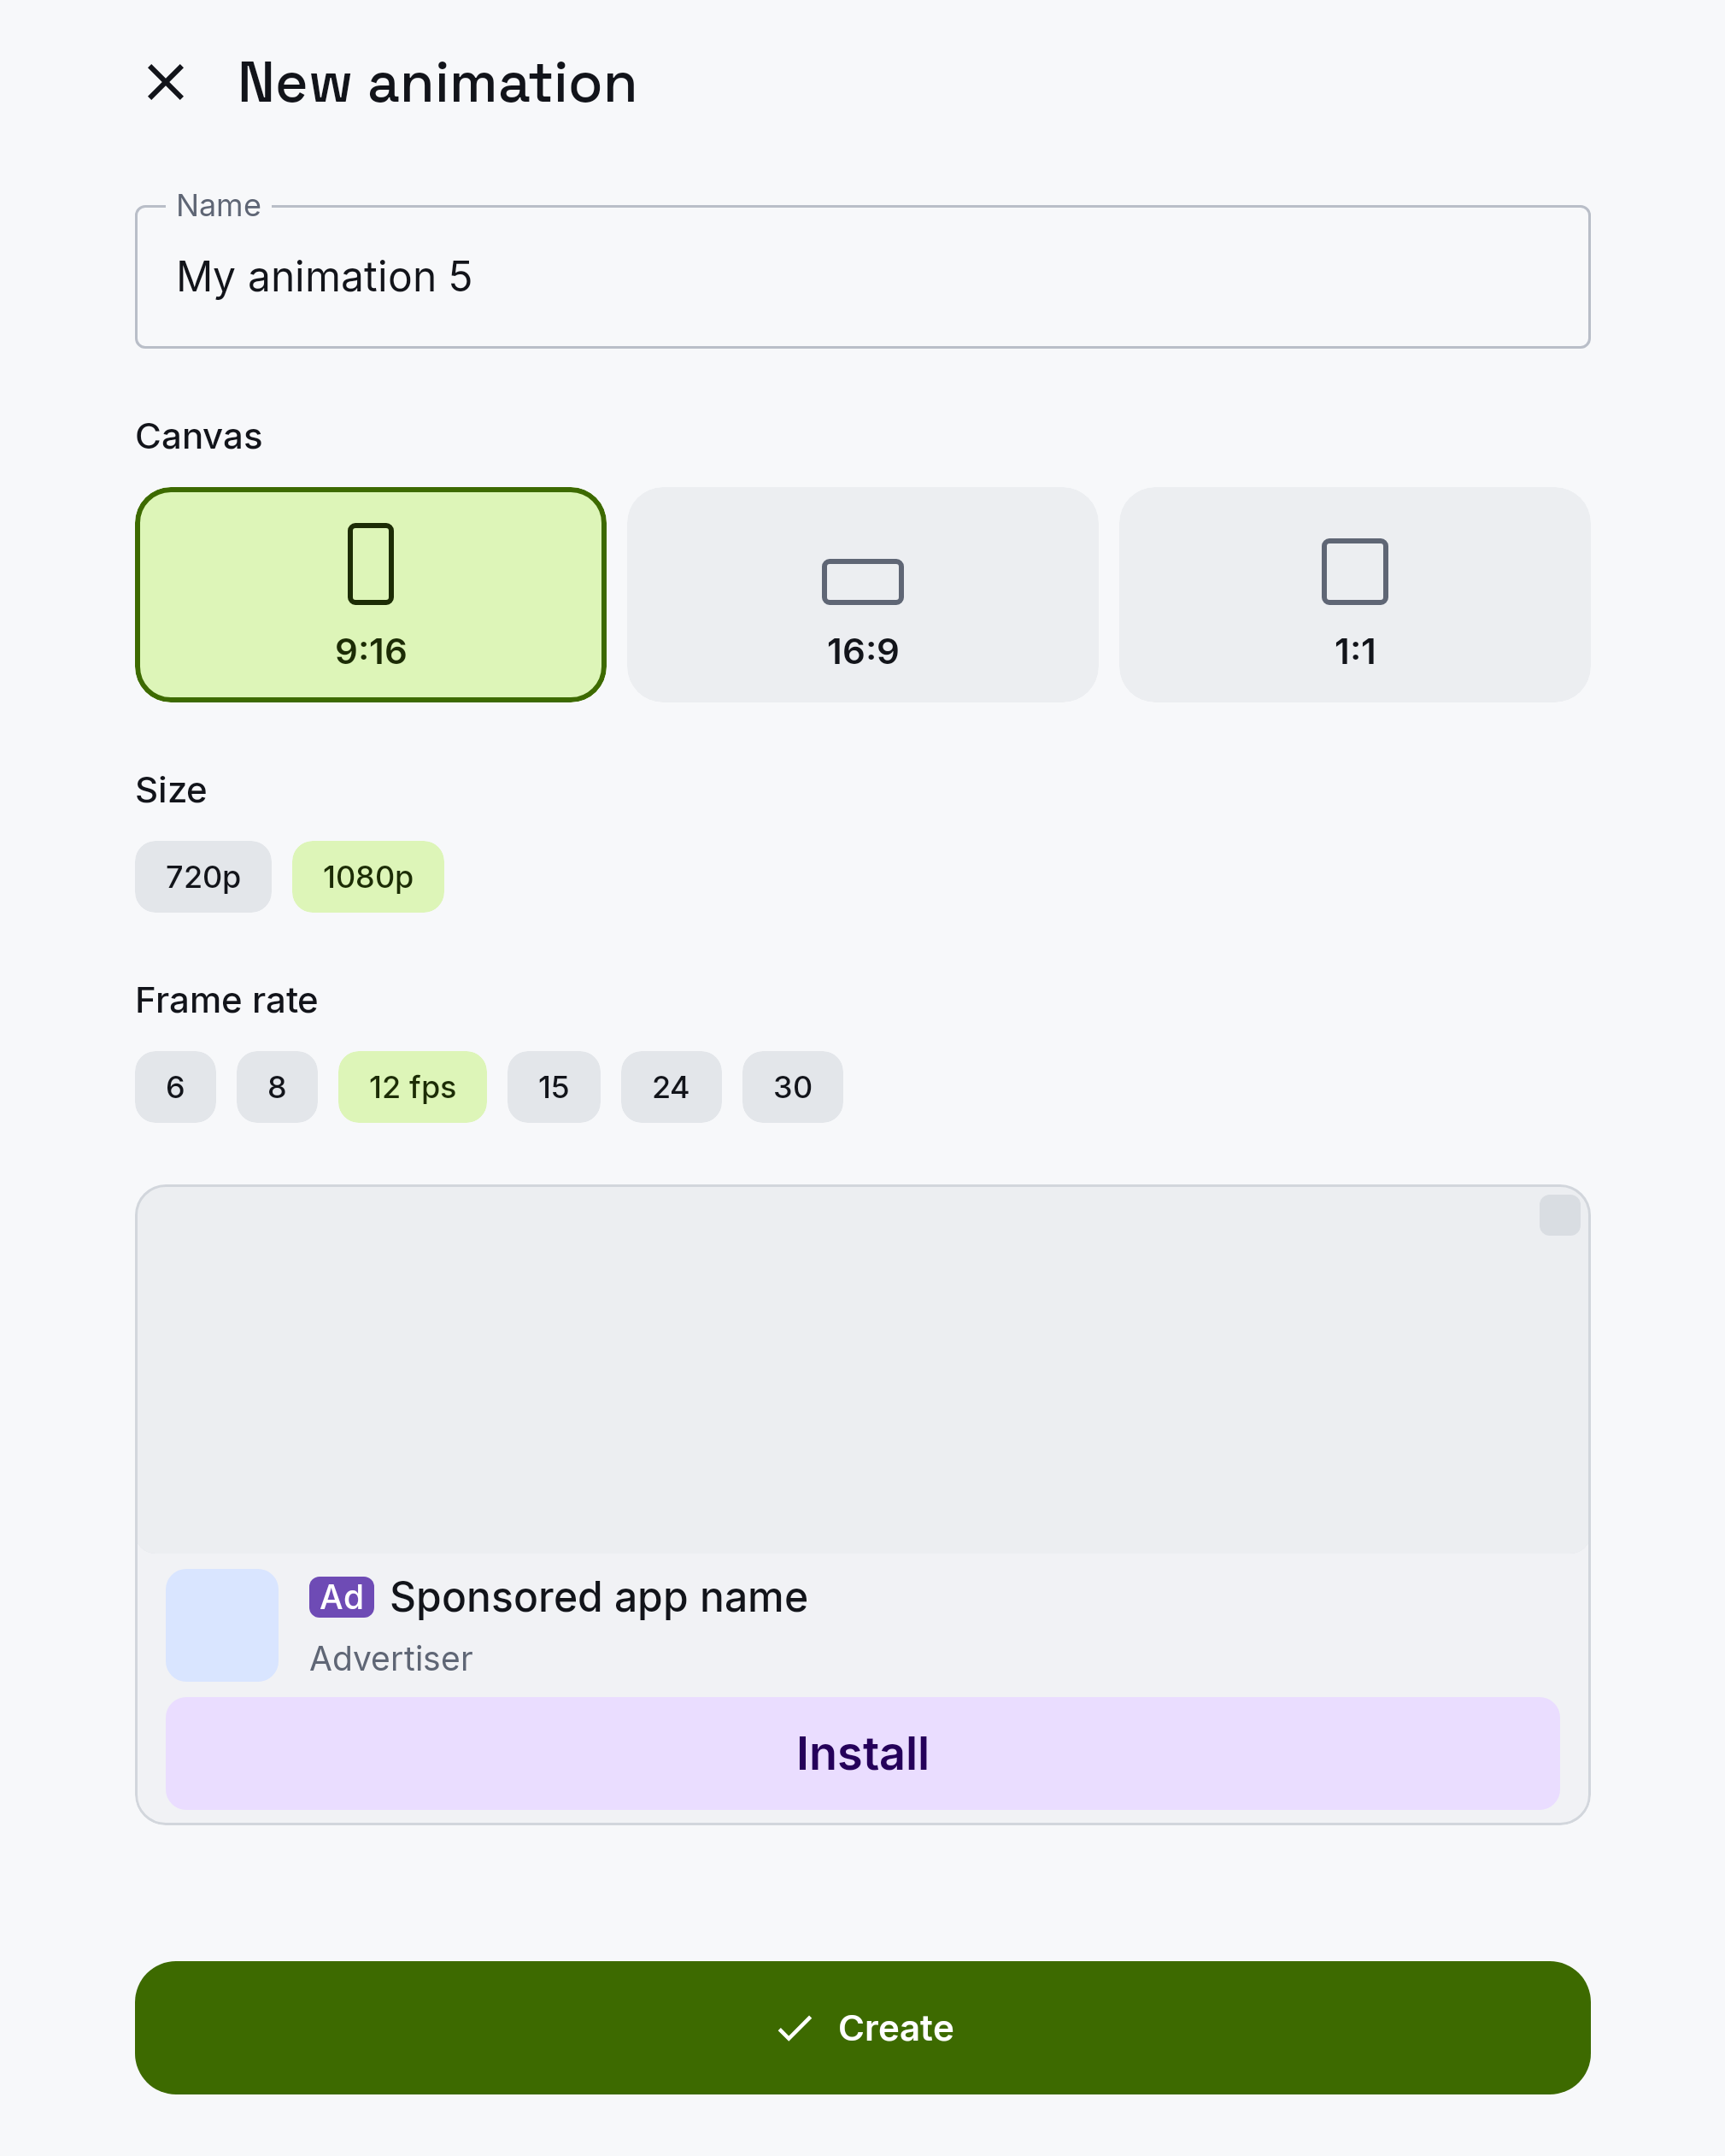 New animation
Name
My animation 5
Canvas
9:16
16:9
1:1
Size
720p
1080p
Frame rate
6
8
12 fps
15
24
30
Ad Sponsored app name
Advertiser
Install
Create